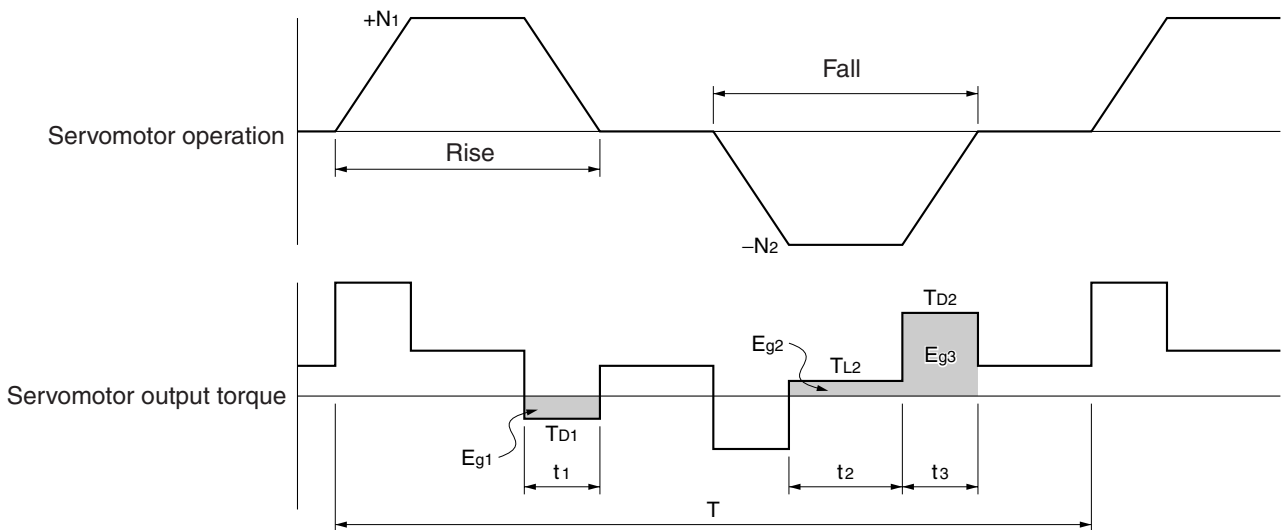 +N1
Fall
Servomotor operation
Rise
–N2
TD2
Eg2
TL2
Eg3
Servomotor output torque
TD1
Eg1
t1
t2
t3
T